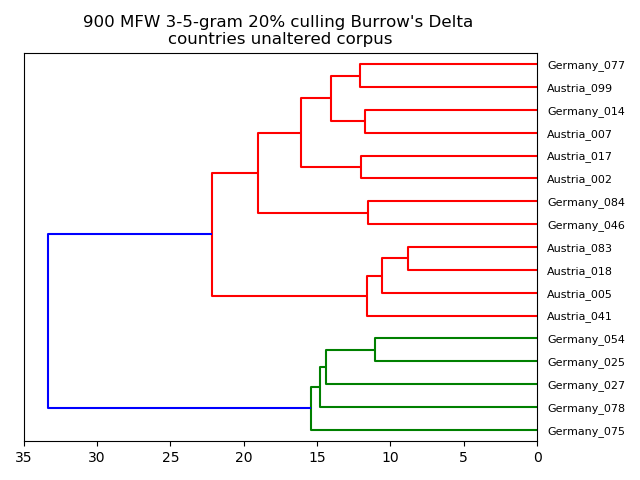 900 MFW 3-5-gram 20% culling Burrow's Delta
countries unaltered corpus
Germany_077
Austria_099
Germany_014
Austria_007
Austria_017
Austria_002
Germany_084
Germany_046
Austria_083
Austria_018
Austria_005
Austria_041
Germany_054
Germany_025
Germany_027
Germany_078
Germany_075
35 30 25 20 15 10 5 0